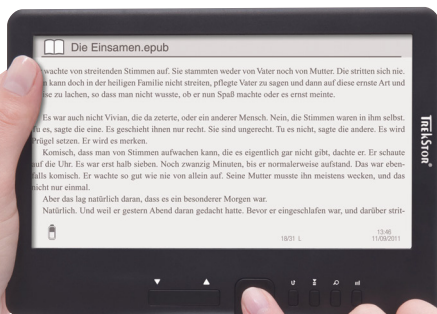 Die Einsamen.epub
wachte von streitenden Stimmen auf. Sie stammten weder von Vater noch von Mutter. Die stritten sich nie.
n kann doch in der heiligen Familie nicht streiten, pflegte Vater zu sagen und dann auf diese ernste Art und
se zu lachen, so dass man nicht wusste, ob er nun Spaß machte oder es ernst meinte.
Es war auch nicht Vivian, die da zeterte, oder ein anderer Mensch. Nein, die Stimmen waren in ihm selbst.
Tu es, sagte die eine. Es geschieht ihnen nur recht. Sie sind ungerecht. Tu es nicht, sagte die andere. Es wird
Prügel setzen. Er wird es merken.
Komisch, dass man von Stimmen aufwachen kann, die es eigentlich gar nicht gibt, dachte er. Er schaute
auf die Uhr. Es war erst halb sieben. Noch zwanzig Minuten, bis er normalerweise aufstand. Das war eben-
falls komisch. Er wachte so gut wie nie von allein auf. Seine Mutter musste ihn meistens wecken, und das
nicht nur einmal.
Aber das lag natürlich daran, dass es ein besonderer Morgen war.
Natürlich. Und weil er gestern Abend daran gedacht hatte. Bevor er eingeschlafen war, und darüber strit-
18/31 L
13:46
11/09/2011
TREKSTOR